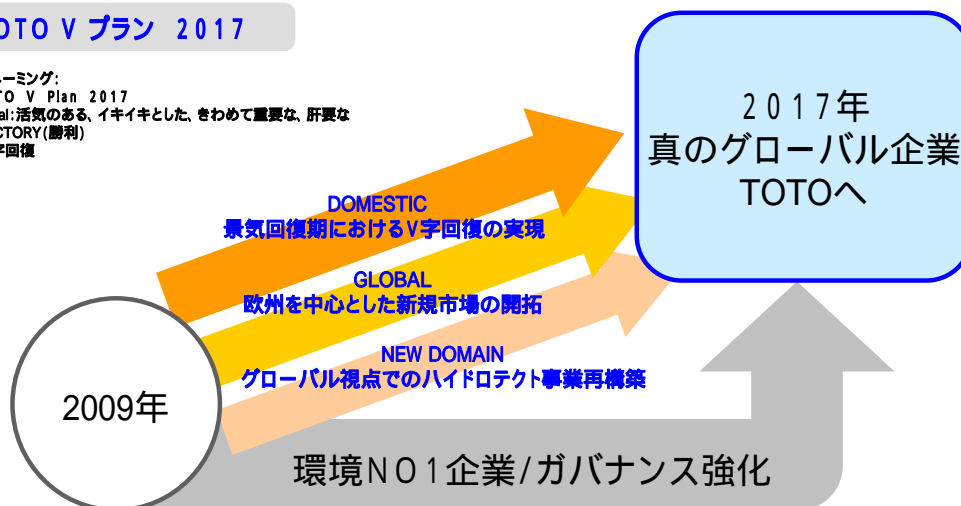 OTO V プラン 2017
ーミング:
TO V Plan 2017
al:活気のある、イキイキとした、きわめて重要な、肝要な
CTORY(勝利)
字回復
2017年
真のグローバル企業
TOTOへ
DOMESTIC
景気回復期におけるV字回復の実現
GLOBAL
欧州を中心とした新規市場の開拓
NEW DOMAIN
グローバル視点でのハイドロテクト事業再構築
2009年
環境NO1企業/ガバナンス強化